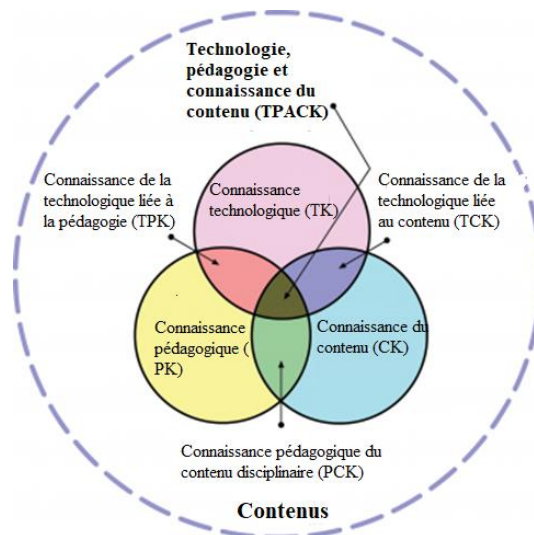 Technologie,
pédagogie et
connaissance du
contenu (TPACK)
Connaissance de la
technologique liée à
la pédagogie (TPK)
Connaissance
technologique (TK)
Connaissance de la
technologique liée
au contenu (TCK)
Connaissance
pédagogique (
PK)
Connaissance du
contenu (CK)
Connaissance pédagogique du
contenu disciplinaire (PCK)
Contenus